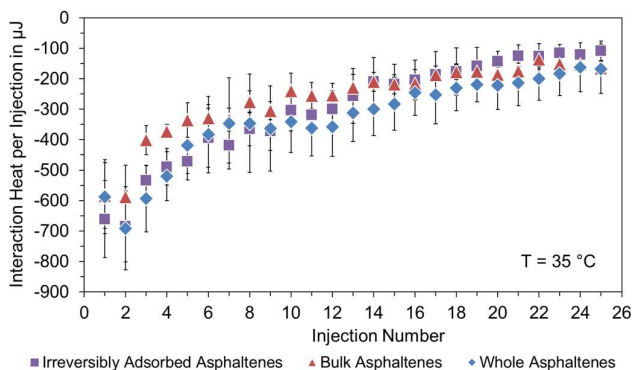 0
-100
-200
-300
-400
-500
-600
-700
-800
-900
Interaction Heat per Injection in µJ
T = 35 °C
0 2 4 6 8 10 12 14 16 18 20 22 24 26
Injection Number
Irreversibly Adsorbed Asphaltenes Bulk Asphaltenes Whole Asphaltenes